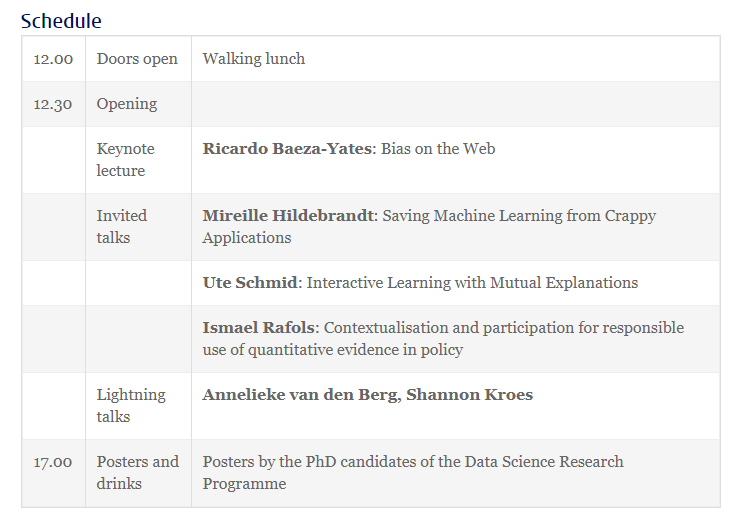 Schedule
12.00 Doors open Walking lunch
12.30 Opening
Keynote lecture Ricardo Baeza-Yates: Bias on the Web
Invited talks Mireille Hildebrandt: Saving Machine Learning from Crappy
Applications
Ute Schmid: Interactive Learning with Mutual Explanations
Ismael Rafols: Contextualisation and participation for responsible
use of quantitative evidence in policy
Lightning talks Annelieke van den Berg, Shannon Kroes
17.00 Posters and drinks Posters by the PhD candidates of the Data Science Research
Programme